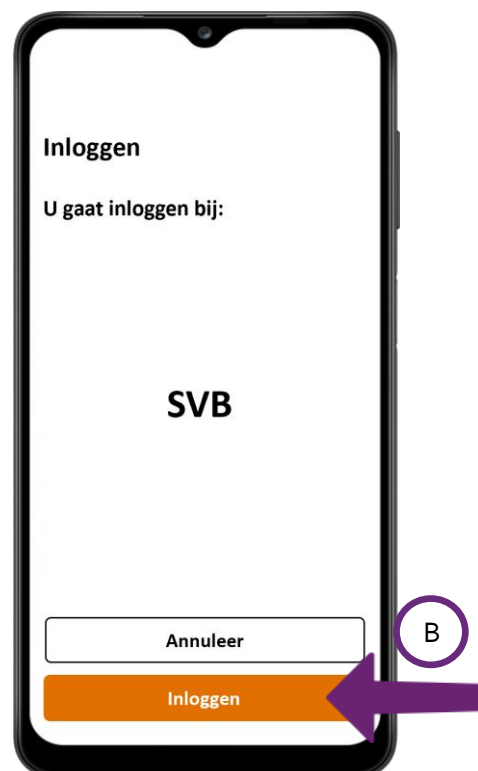 Inloggen
U gaat inloggen bij:
SVB
Annuleer
B
Inloggen